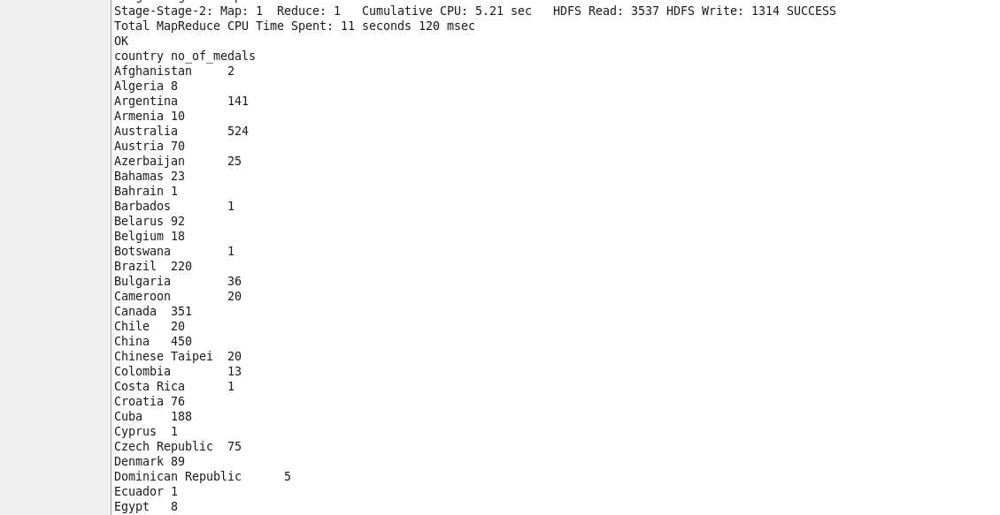 Stage-Stage-2: Map: 1  Reduce: 1   Cumulative CPU: 5.21 sec   HDFS Read: 3537 HDFS Write: 1314 SUCCESS
Total MapReduce CPU Time Spent: 11 seconds 120 msec
OK
country no_of_medals
Afghanistan     2
Algeria 8
Argentina       141
Armenia 10
Australia       524
Austria 70
Azerbaijan      25
Bahamas 23
Bahrain 1
Barbados        1
Belarus 92
Belgium 18
Botswana        1
Brazil  220
Bulgaria        36
Cameroon        20
Canada  351
Chile   20
China   450
Chinese Taipei  20
Colombia        13
Costa Rica      1
Croatia 76
Cuba    188
Cyprus  1
Czech Republic  75
Denmark 89
Dominican Republic      5
Ecuador 1
Egypt   8